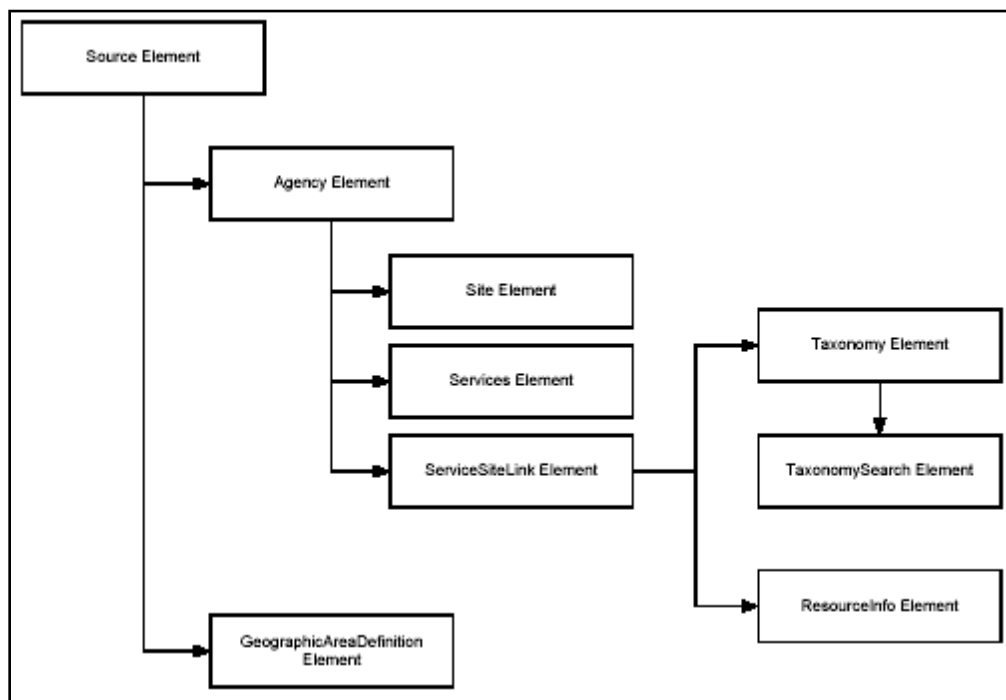 Source Element
Agency Element
Site Element
Taxonomy Element
Services Element
ServiceSiteLink Element
TaxonomySearch Element
ResourceInfo Element
GeographicAreaDefinition
Element